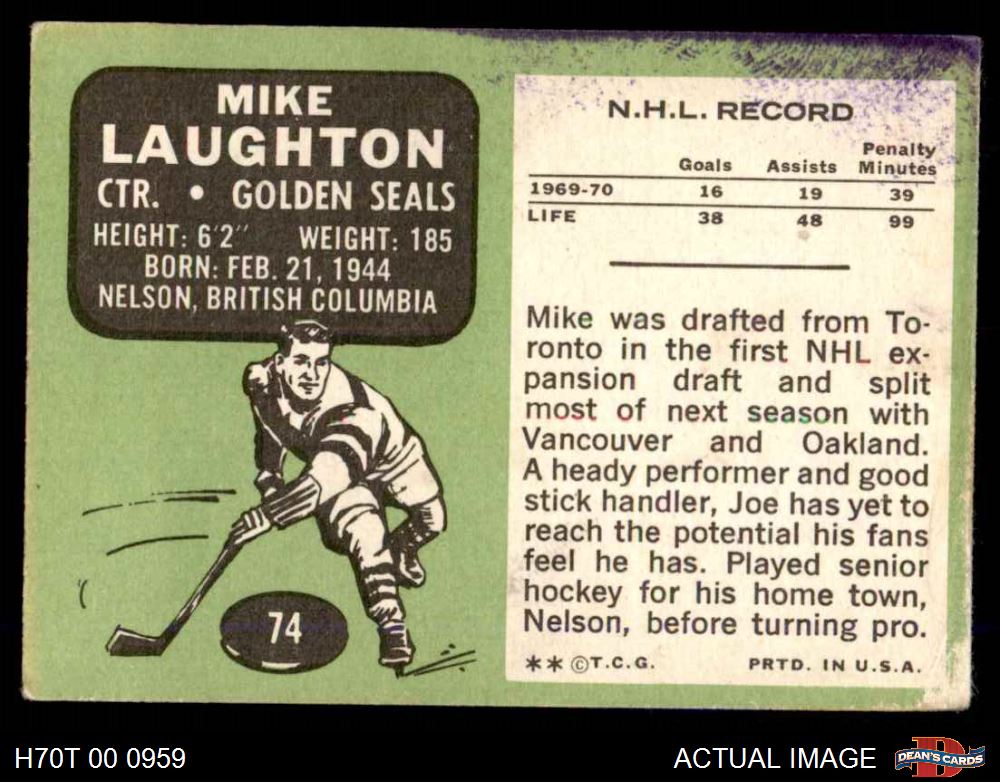 MIKE
LAUGHTON
CTR. • GOLDEN SEALS
HEIGHT: 6'2" WEIGHT: 185
BORN: FEB. 21, 1944
NELSON, BRITISH COLUMBIA
74
N.H.L. RECORD
Goals Assists Penalty Minutes
1969-70 16 19 39
LIFE 38 48 99
Mike was drafted from To-
ronto in the first NHL ex-
pansion draft and split
most of next season with
Vancouver and Oakland.
A heady performer and good
stick handler, Joe has yet to
reach the potential his fans
feel he has. Played senior
hockey for his home town,
Nelson, before turning pro.
** ©T.C.G. PRTD. IN U.S.A.
H70T 00 0959
ACTUAL IMAGE
D
DEAN'S CARDS